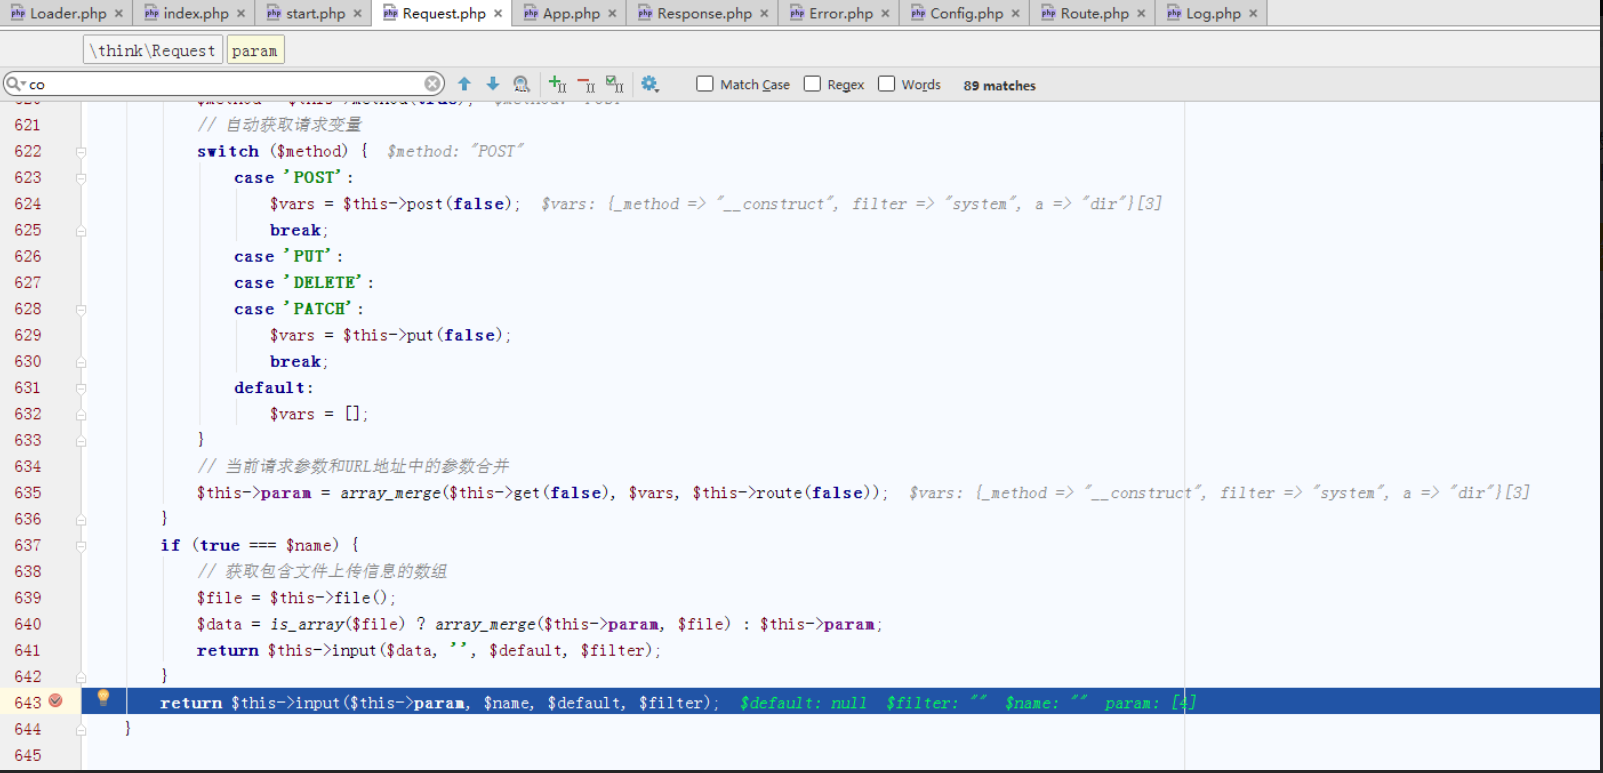 Loader.php × index.php × start.php × Request.php × App.php × Response.php × Error.php × Config.php × Route.php × Log.php ×
\think\Request param
co Match Case Regex Words 89 matches
620 $method = $this->method(true); $method: "POST"
621 // 自动获取请求变量
622 switch ($method) { $method: "POST"
623 case 'POST':
624 $vars = $this->post(false); $vars: {_method => "__construct", filter => "system", a => "dir"}[3]
625 break;
626 case 'PUT':
627 case 'DELETE':
628 case 'PATCH':
629 $vars = $this->put(false);
630 break;
631 default:
632 $vars = [];
633 }
634 // 当前请求参数和URL地址中的参数合并
635 $this->param = array_merge($this->get(false), $vars, $this->route(false)); $vars: {_method => "__construct", filter => "system", a => "dir"}[3]
636 }
637 if (true === $name) {
638 // 获取包含文件上传信息的数组
639 $file = $this->file();
640 $data = is_array($file) ? array_merge($this->param, $file) : $this->param;
641 return $this->input($data, '', $default, $filter);
642 }
643 return $this->input($this->param, $name, $default, $filter); $default: null $filter: "" $name: "" param: [4]
644 }
645